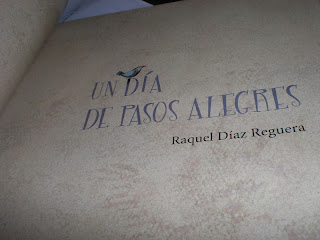 UN DÍA
DE PASOS ALEGRES
Raquel Díaz Reguera